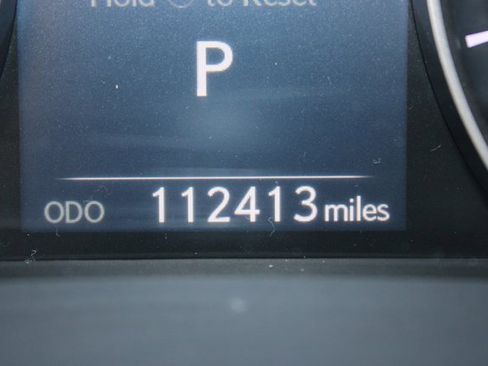 Hold to Reset
P
ODO 112413 miles